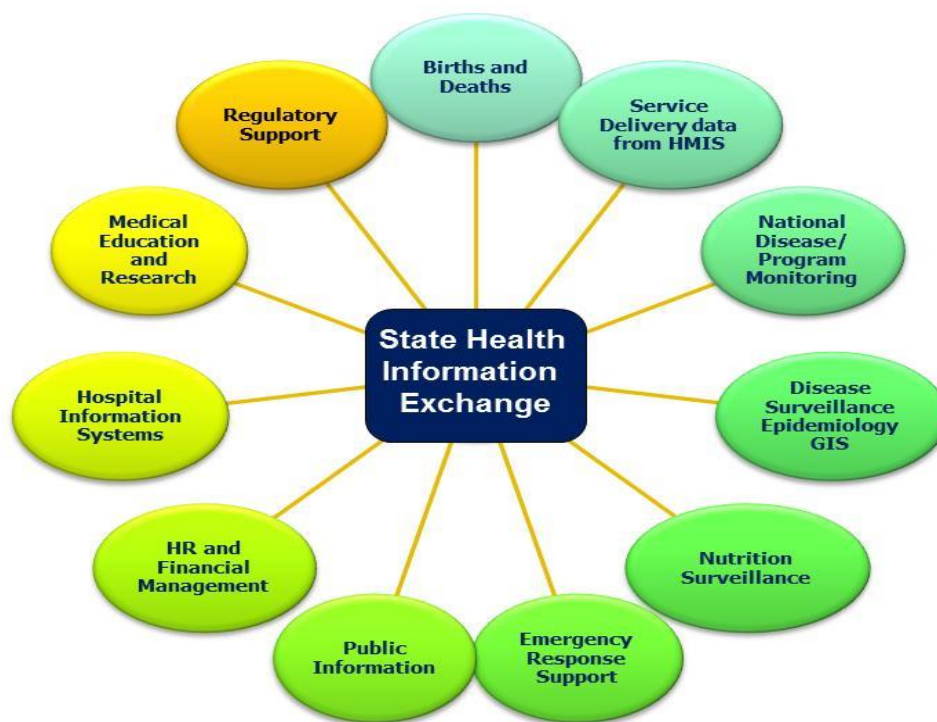 Births and
Deaths
Service
Delivery data
from HMIS
National
Disease/
Program
Monitoring
Disease
Surveillance
Epidemiology
GIS
Nutrition
Surveillance
Emergency
Response
Support
Public
Information
HR and
Financial
Management
Hospital
Information
Systems
Medical
Education
and
Research
Regulatory
Support
State Health
Information
Exchange